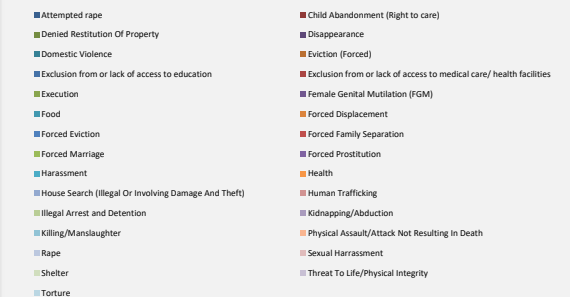 Attempted rape
Child Abandonment (Right to care)
Denied Restitution Of Property
Disappearance
Domestic Violence
Eviction (Forced)
Exclusion from or lack of access to education
Exclusion from or lack of access to medical care/ health facilities
Execution
Female Genital Mutilation (FGM)
Food
Forced Displacement
Forced Eviction
Forced Family Separation
Forced Marriage
Forced Prostitution
Harassment
Health
House Search (Illegal Or Involving Damage And Theft)
Human Trafficking
Illegal Arrest and Detention
Kidnapping/Abduction
Killing/Manslaughter
Physical Assault/Attack Not Resulting In Death
Rape
Sexual Harrassment
Shelter
Threat To Life/Physical Integrity
Torture